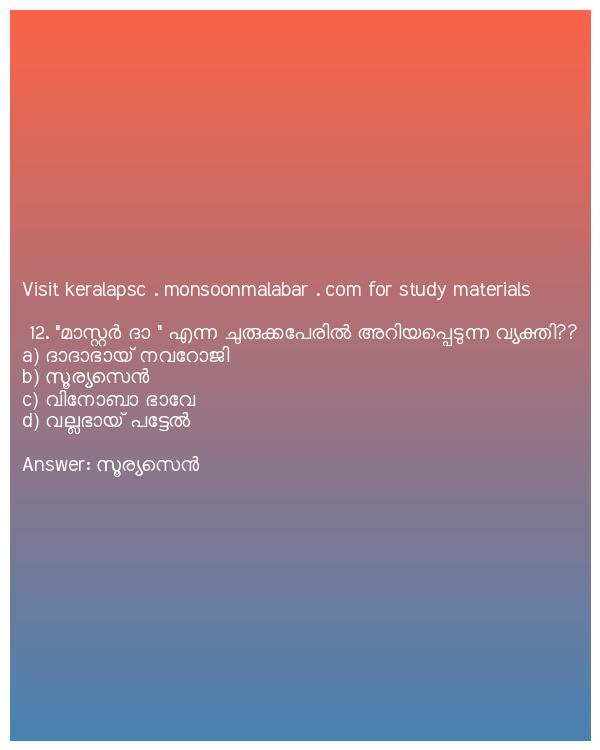 Visit keralapsc . monsoonmalabar . com for study materials
12. "മാസ്റ്റർ ദാ " എന്ന ചുരുക്കപേരിൽ അറിയപ്പെടുന്ന വ്യക്തി??
a) ദാദാഭായ് നവറോജി
b) സൂര്യസെൻ
c) വിനോബാ ഭാവേ
d) വല്ലഭായ് പട്ടേൽ
Answer: സൂര്യസെൻ